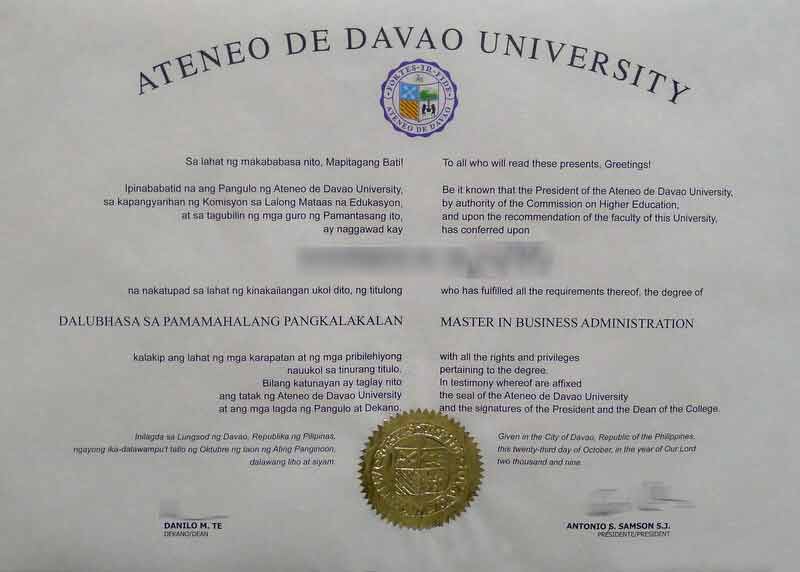 ATENEO DE DAVAO UNIVERSITY
FORTES IN FIDE
ATENEO DE DAVAO
Sa lahat ng makababasa nito, Mapitagang Bati!
Ipinababatid na ang Pangulo ng Ateneo de Davao University,
sa kapangyarihan ng Komisyon sa Lalong Mataas na Edukasyon,
at sa tagubilin ng mga guro ng Pamantasang ito,
ay naggawad kay
To all who will read these presents, Greetings!
Be it known that the President of the Ateneo de Davao University,
by authority of the Commission on Higher Education,
and upon the recommendation of the faculty of this University,
has conferred upon
na nakatupad sa lahat ng kinakailangan ukol dito, ng titulong
DALUBHASA SA PAMAMAHALANG PANGKALAKALAN
kalakip ang lahat ng mga karapatan at ng mga pribilehiyong
nauukol sa tinurang titulo.
Bilang katunayan ay taglay nito
ang tatak ng Ateneo de Davao University
at ang mga lagda ng Pangulo at Dekano.
who has fulfilled all the requirements thereof, the degree of
MASTER IN BUSINESS ADMINISTRATION
with all the rights and privileges
pertaining to the degree.
In testimony whereof are affixed
the seal of the Ateneo de Davao University
and the signatures of the President and the Dean of the College.
Inilagda sa Lungsod ng Davao, Republika ng Pilipinas,
ngayong ika-dalawampu't tatlo ng Oktubre ng taon ng Ating Panginoon,
dalawang libo at siyam.
Given in the City of Davao, Republic of the Philippines,
this twenty-third day of October, in the year of Our Lord
two thousand and nine.
DANILO M. TE
DEKANO/DEAN
ANTONIO S. SAMSON S.J.
PRESIDENTE/PRESIDENT